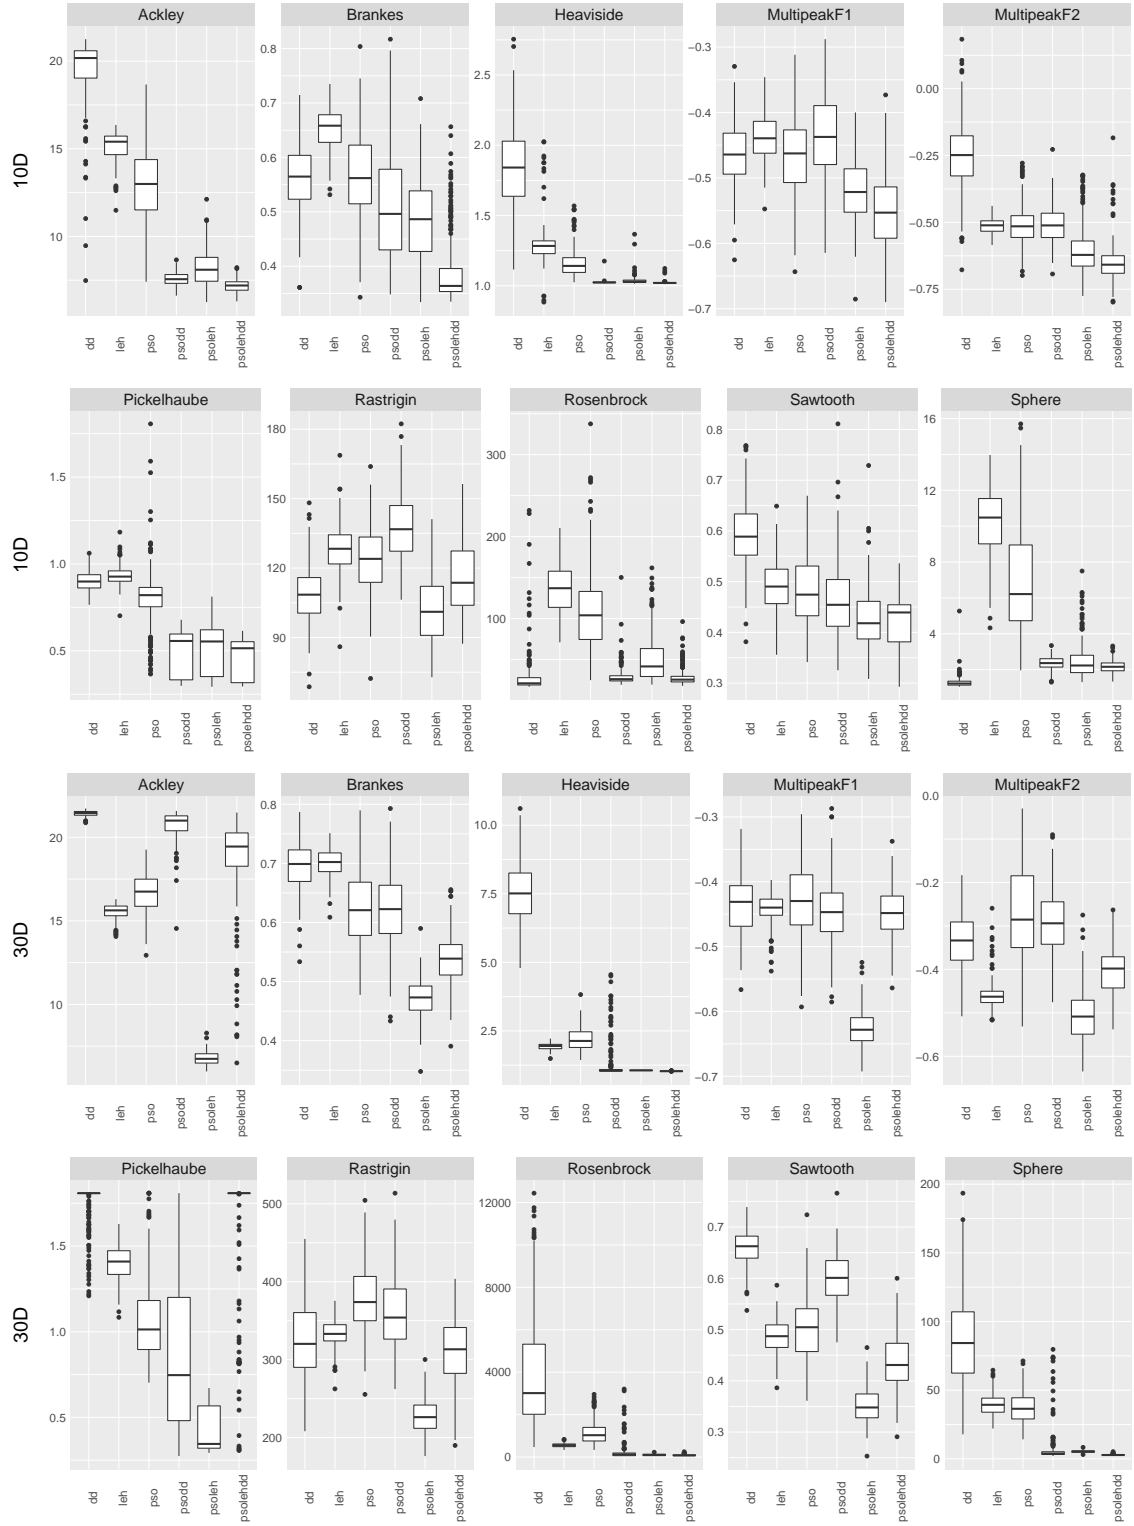 Ackley Brankes Heaviside MultipeakF1 MultipeakF2
10D
20 15 10
0.8 0.7 0.6 0.5 0.4
2.5 2.0 1.5 1.0
−0.3 −0.4 −0.5 −0.6 −0.7
0.00 −0.25 −0.50 −0.75
dd leh pso psodd psoleh psolehdd
dd leh pso psodd psoleh psolehdd
dd leh pso psodd psoleh psolehdd
dd leh pso psodd psoleh psolehdd
dd leh pso psodd psoleh psolehdd
Pickelhaube Rastrigin Rosenbrock Sawtooth Sphere
10D
1.5 1.0 0.5
180 150 120 90
300 200 100
0.8 0.7 0.6 0.5 0.4 0.3
16 12 8 4
dd leh pso psodd psoleh psolehdd
dd leh pso psodd psoleh psolehdd
dd leh pso psodd psoleh psolehdd
dd leh pso psodd psoleh psolehdd
dd leh pso psodd psoleh psolehdd
Ackley Brankes Heaviside MultipeakF1 MultipeakF2
30D
20 15 10
0.8 0.7 0.6 0.5 0.4
10.0 7.5 5.0 2.5
−0.3 −0.4 −0.5 −0.6 −0.7
0.0 −0.2 −0.4 −0.6
dd leh pso psodd psoleh psolehdd
dd leh pso psodd psoleh psolehdd
dd leh pso psodd psoleh psolehdd
dd leh pso psodd psoleh psolehdd
dd leh pso psodd psoleh psolehdd
Pickelhaube Rastrigin Rosenbrock Sawtooth Sphere
30D
1.5 1.0 0.5
500 400 300 200
12000 8000 4000 0
0.7 0.6 0.5 0.4 0.3
200 150 100 50 0
dd leh pso psodd psoleh psolehdd
dd leh pso psodd psoleh psolehdd
dd leh pso psodd psoleh psolehdd
dd leh pso psodd psoleh psolehdd
dd leh pso psodd psoleh psolehdd